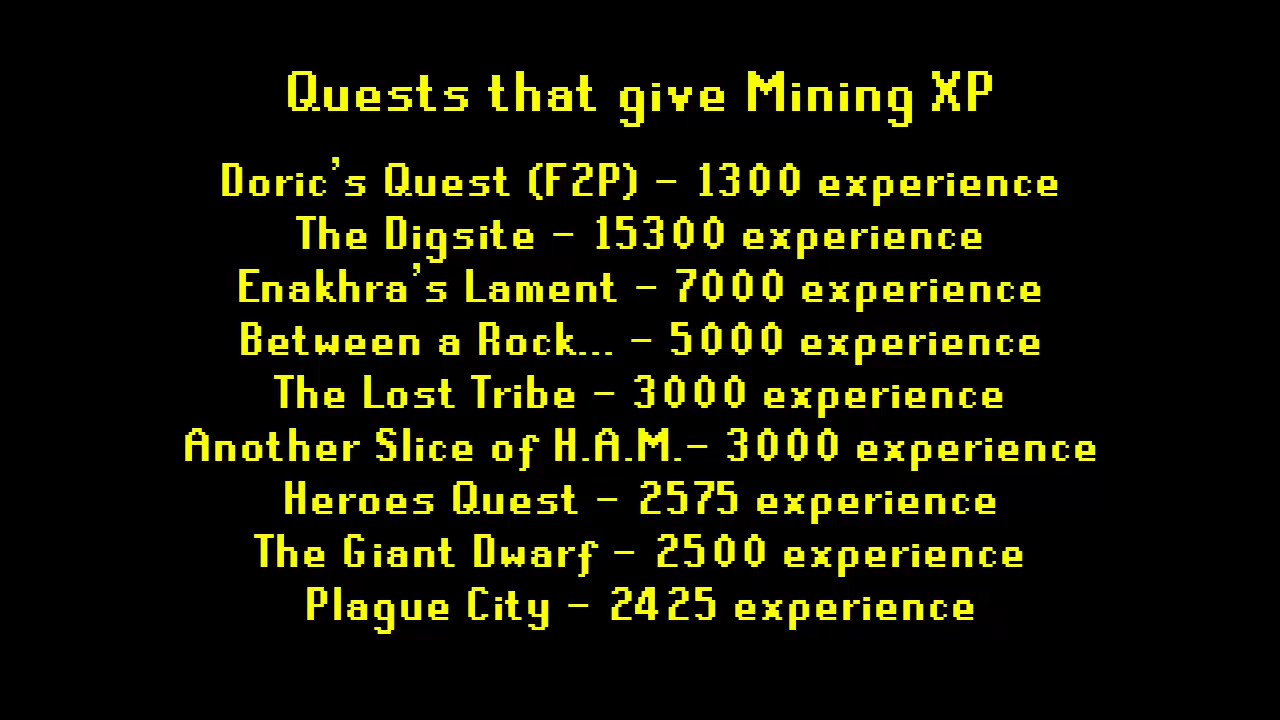 Quests that give Mining XP
Doric's Quest (F2P) - 1300 experience
The Digsite - 15300 experience
Enakhra's Lament - 7000 experience
Between a Rock... - 5000 experience
The Lost Tribe - 3000 experience
Another Slice of H.A.M.- 3000 experience
Heroes Quest - 2575 experience
The Giant Dwarf - 2500 experience
Plague City - 2425 experience